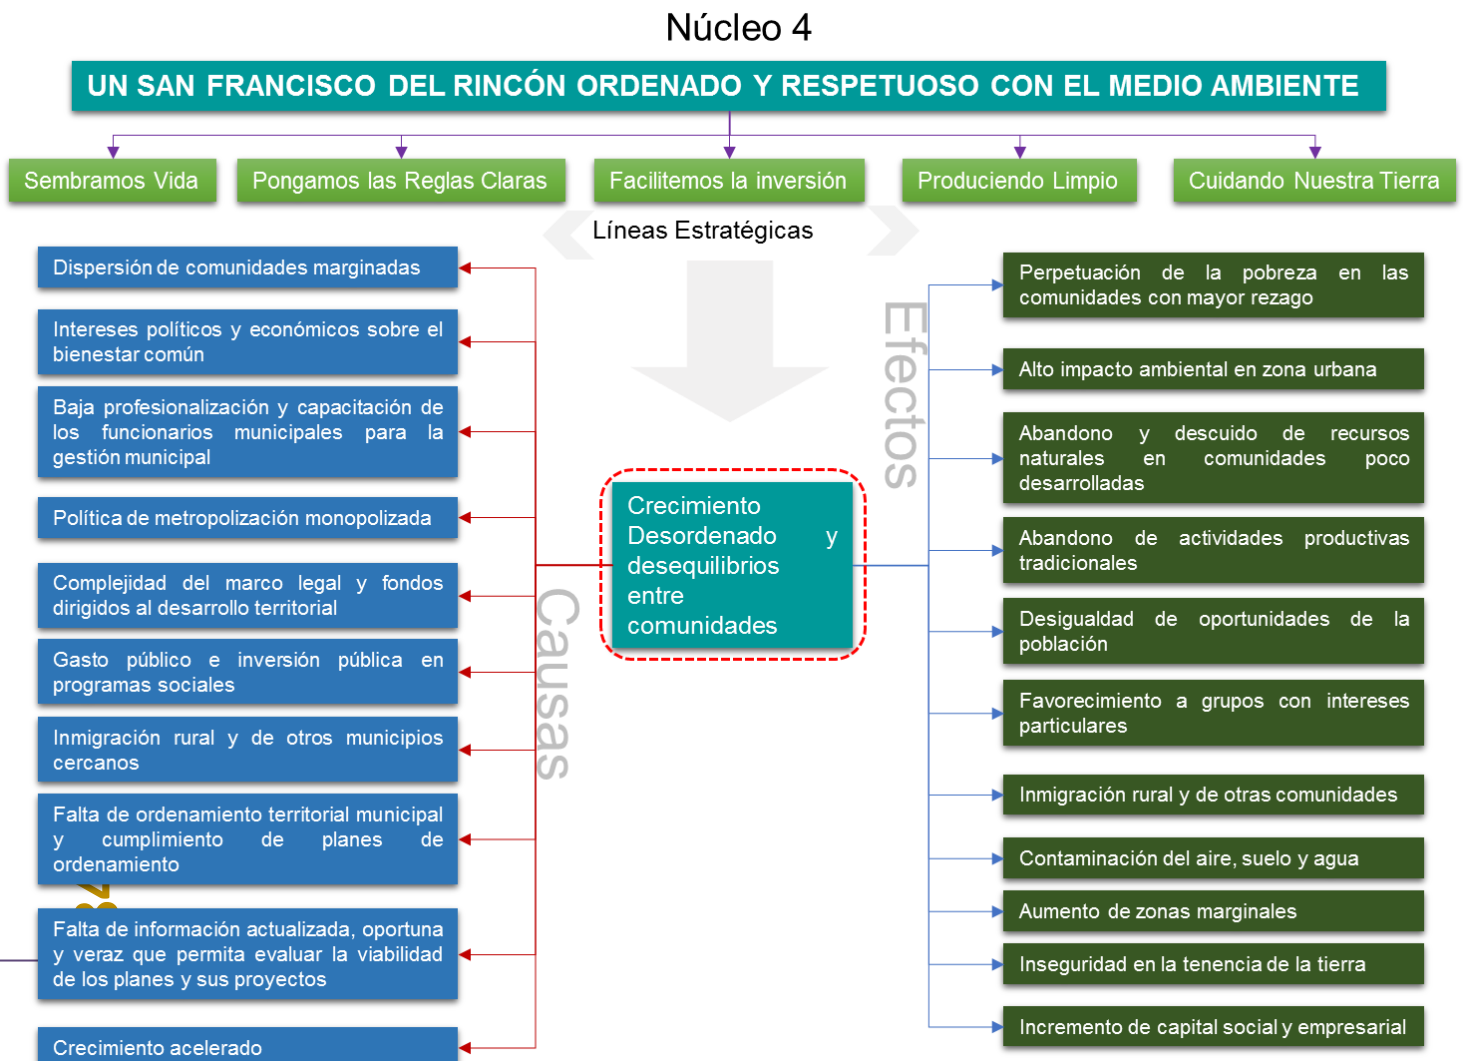 Núcleo 4
UN SAN FRANCISCO DEL RINCÓN ORDENADO Y RESPETUOSO CON EL MEDIO AMBIENTE
Sembramos Vida
Pongamos las Reglas Claras
Facilitemos la inversión
Produciendo Limpio
Cuidando Nuestra Tierra
Líneas Estratégicas
Causas
Dispersión de comunidades marginadas
Intereses políticos y económicos sobre el
bienestar común
Baja profesionalización y capacitación de
los funcionarios municipales para la
gestión municipal
Política de metropolización monopolizada
Complejidad del marco legal y fondos
dirigidos al desarrollo territorial
Gasto público e inversión pública en
programas sociales
Inmigración rural y de otros municipios
cercanos
Falta de ordenamiento territorial municipal
y cumplimiento de planes de
ordenamiento
Falta de información actualizada, oportuna
y veraz que permita evaluar la viabilidad
de los planes y sus proyectos
Crecimiento acelerado
Crecimiento
Desordenado y
desequilibrios
entre
comunidades
Efectos
Perpetuación de la pobreza en las
comunidades con mayor rezago
Alto impacto ambiental en zona urbana
Abandono y descuido de recursos
naturales en comunidades poco
desarrolladas
Abandono de actividades productivas
tradicionales
Desigualdad de oportunidades de la
población
Favorecimiento a grupos con intereses
particulares
Inmigración rural y de otras comunidades
Contaminación del aire, suelo y agua
Aumento de zonas marginales
Inseguridad en la tenencia de la tierra
Incremento de capital social y empresarial